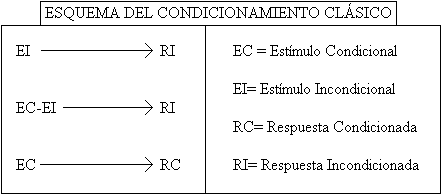 ESQUEMA DEL CONDICIONAMIENTO CLÁSICO
EI RI
EC-EI RI
EC RC
EC = Estímulo Condicional
EI= Estímulo Incondicional
RC= Respuesta Condicionada
RI= Respuesta Incondicionada